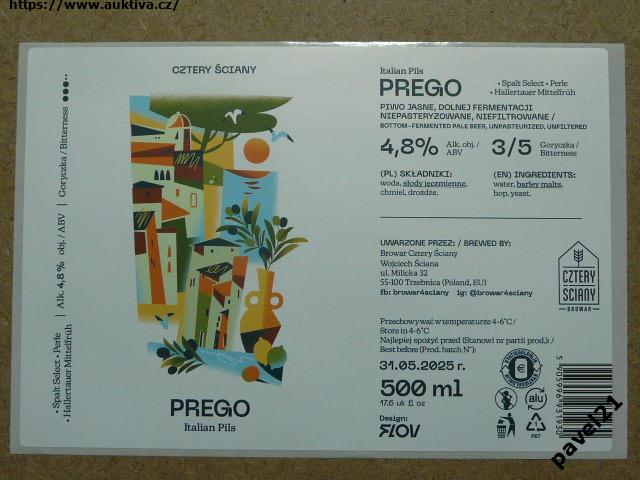 https://www.auktiva.cz/
CZTERY ŚCIANY
PREGO
Italian Pils
• Spalt Select • Perle
• Hallertauer Mittelfrüh
Alk. 4,8% obj. / ABV | Goryczka / Bitterness
Italian Pils
PREGO
• Spalt Select • Perle
• Hallertauer Mittelfrüh
PIWO JASNE, DOLNEJ FERMENTACJI
NIEPASTERYZOWANE, NIEFILTROWANE /
BOTTOM-FERMENTED PALE BEER, UNPASTEURIZED, UNFILTERED
4,8% Alk. obj. / ABV
3/5 Goryczka / Bitterness
(PL) SKŁADNIKI:
woda, słody jęczmienne,
chmiel, drożdże.
(EN) INGREDIENTS:
water, barley malts,
hop, yeast.
UWARZONE PRZEZ: / BREWED BY:
Browar Cztery Ściany
Wojciech Ściana
ul. Milicka 32
55-100 Trzebnica (Poland, EU)
fb: browar4sciany ig: @browar4sciany
CZTERY
ŚCIANY
BROWAR
Przechowywać w temperaturze 4-6°C /
Store in 4-6°C
Najlepiej spożyć przed (Stanowi nr partii prod.): /
Best before (Prod. batch N°):
31.05.2025 r.
500 ml
17.6 uk fl oz
Design:
FLOV
€
alu
1
PET
5 905996 931930
pavel21